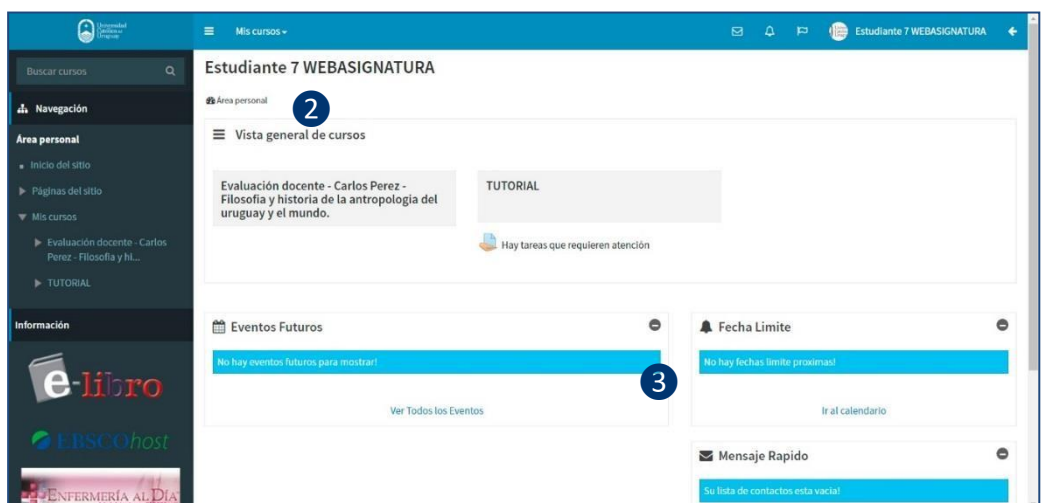 Universidad
Católica del
Uruguay
Mis cursos
Estudiante 7 WEBASIGNATURA
Buscar cursos
Navegación
Área personal
Inicio del sitio
Páginas del sitio
Mis cursos
Evaluación docente - Carlos
Perez - Filosofia y hi...
TUTORIAL
Información
e-libro
EBSCOhost
ENFERMERÍA AL DÍA
Estudiante 7 WEBASIGNATURA
Área personal
2
Vista general de cursos
Evaluación docente - Carlos Perez -
Filosofia y historia de la antropologia del
uruguay y el mundo.
TUTORIAL
Hay tareas que requieren atención
Eventos Futuros
No hay eventos futuros para mostrar!
3
Ver Todos los Eventos
Fecha Limite
No hay fechas limite proximas!
Ir al calendario
Mensaje Rapido
Su lista de contactos esta vacia!